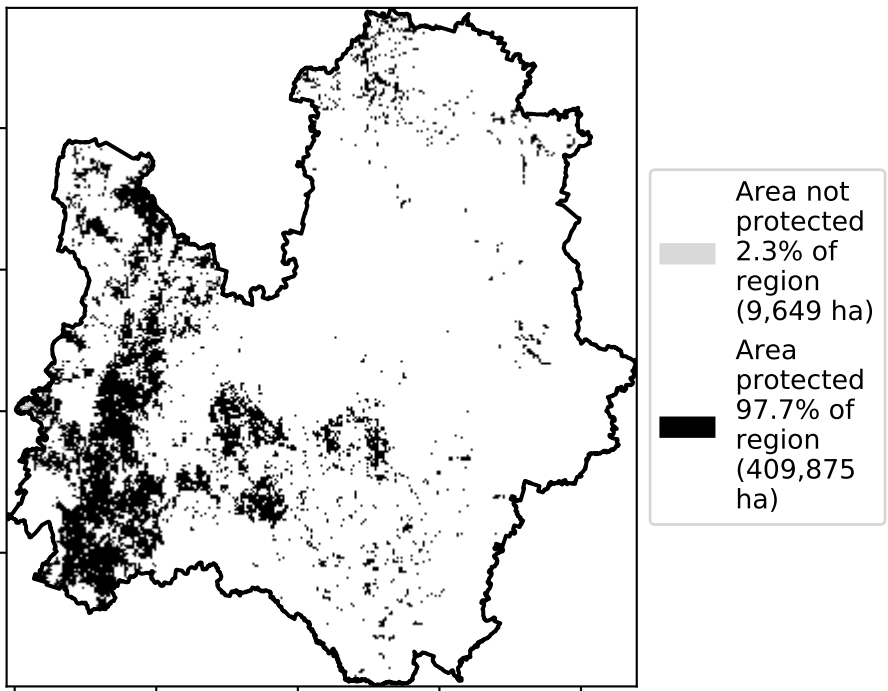 Area not
protected
2.3% of
region
(9,649 ha)
Area
protected
97.7% of
region
(409,875
ha)